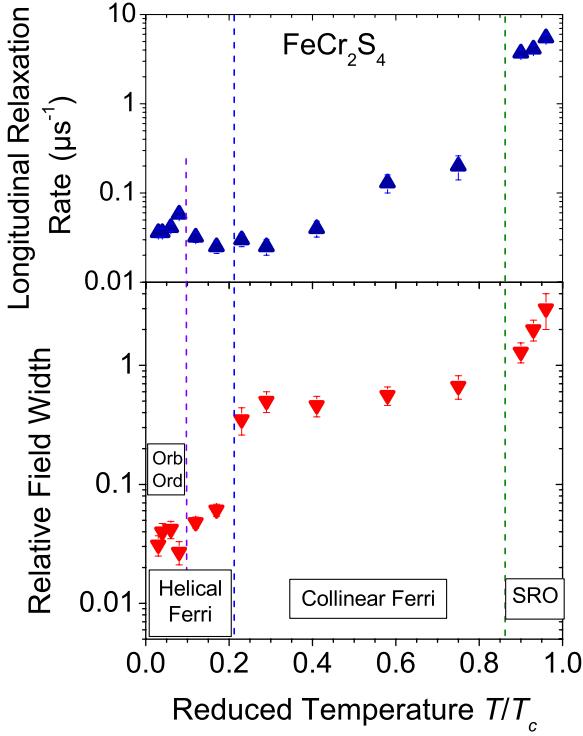 FeCr₂S₄
Longitudinal Relaxation
Rate (μs⁻¹)
10
1
0.1
0.01
Relative Field Width
1
0.1
0.01
Orb
Ord
Helical
Ferri
Collinear Ferri
SRO
0.0 0.2 0.4 0.6 0.8 1.0
Reduced Temperature T/T_c